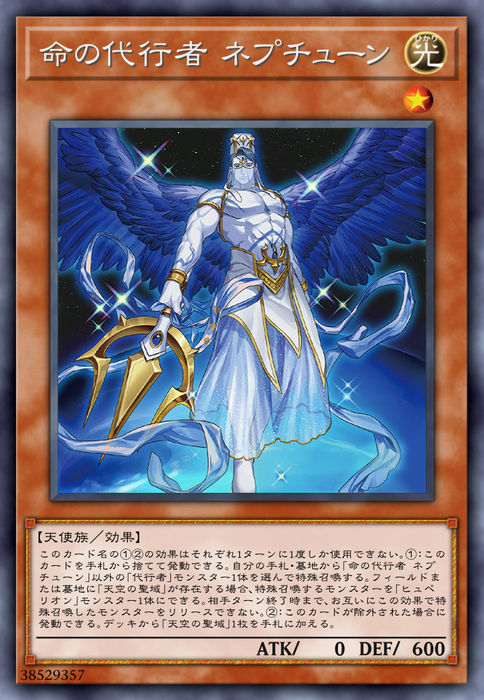 命の代行者 ネプチューン
ひかり
光
【天使族／効果】
このカード名の①②の効果はそれぞれ1ターンに1度しか使用できない。①：この
カードを手札から捨てて発動できる。自分の手札・墓地から「命の代行者 ネプ
チューン」以外の「代行者」モンスター1体を選んで特殊召喚する。フィールド
または墓地に「天空の聖域」が存在する場合、特殊召喚するモンスターを「ヒュペ
リオン」モンスター1体にできる。相手ターン終了時まで、お互いにこの効果で特
殊召喚したモンスターをリリースできない。②：このカードが除外された場合に
発動できる。デッキから「天空の聖域」1枚を手札に加える。
ATK/ 0 DEF/ 600
38529357